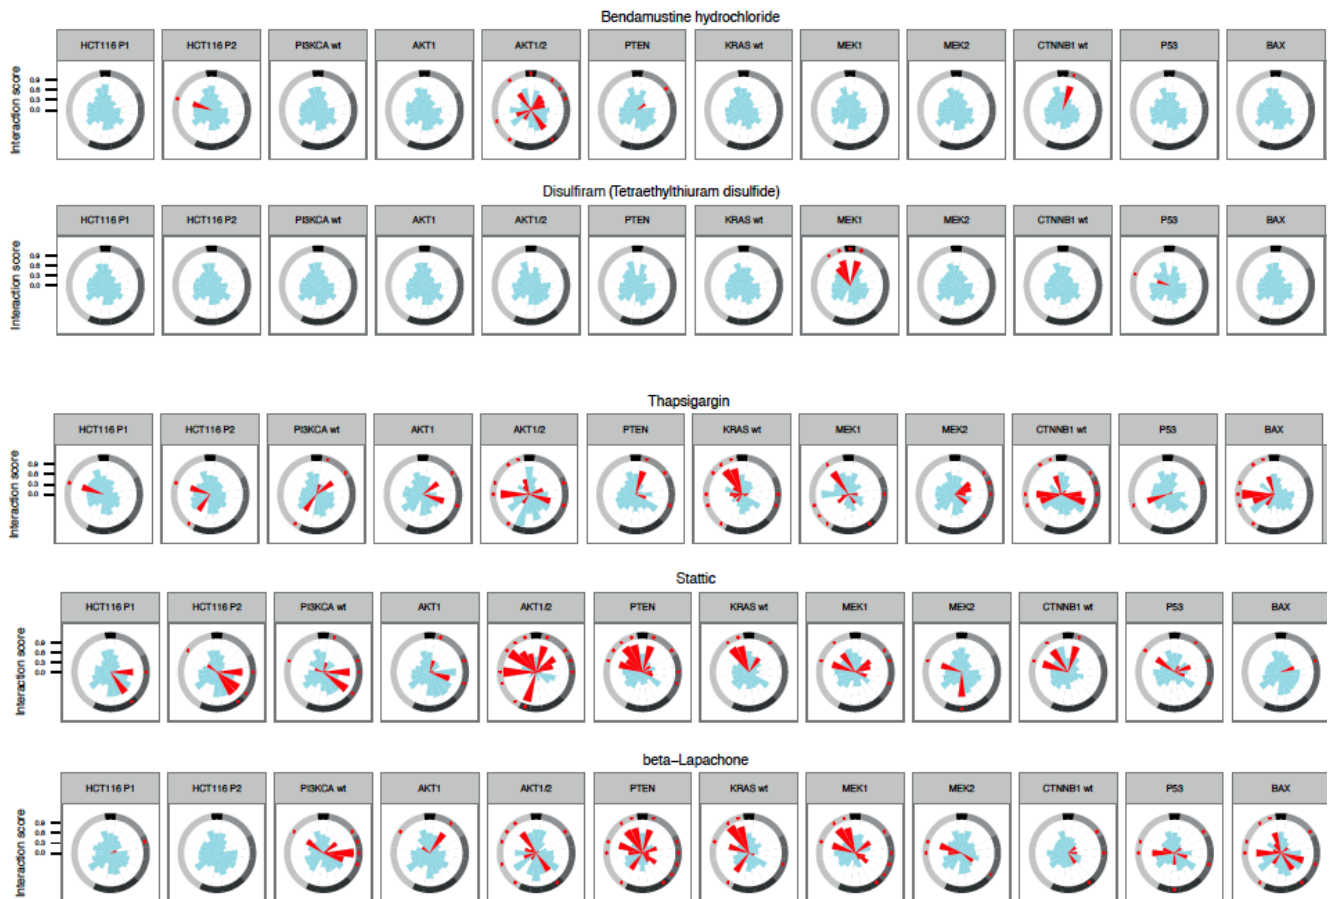 Bendamustine hydrochloride
HCT116 P1 HCT116 P2 PI3KCA wt AKT1 AKT1/2 PTEN KRAS wt MEK1 MEK2 CTNNB1 wt P53 BAX
Interaction score
0.9
0.6
0.3
0.0
Disulfiram (Tetraethylthiuram disulfide)
HCT116 P1 HCT116 P2 PI3KCA wt AKT1 AKT1/2 PTEN KRAS wt MEK1 MEK2 CTNNB1 wt P53 BAX
Interaction score
0.9
0.6
0.3
0.0
Thapsigargin
HCT116 P1 HCT116 P2 PI3KCA wt AKT1 AKT1/2 PTEN KRAS wt MEK1 MEK2 CTNNB1 wt P53 BAX
Interaction score
0.9
0.6
0.3
0.0
Stattic
HCT116 P1 HCT116 P2 PI3KCA wt AKT1 AKT1/2 PTEN KRAS wt MEK1 MEK2 CTNNB1 wt P53 BAX
Interaction score
0.9
0.6
0.3
0.0
beta-Lapachone
HCT116 P1 HCT116 P2 PI3KCA wt AKT1 AKT1/2 PTEN KRAS wt MEK1 MEK2 CTNNB1 wt P53 BAX
Interaction score
0.9
0.6
0.3
0.0